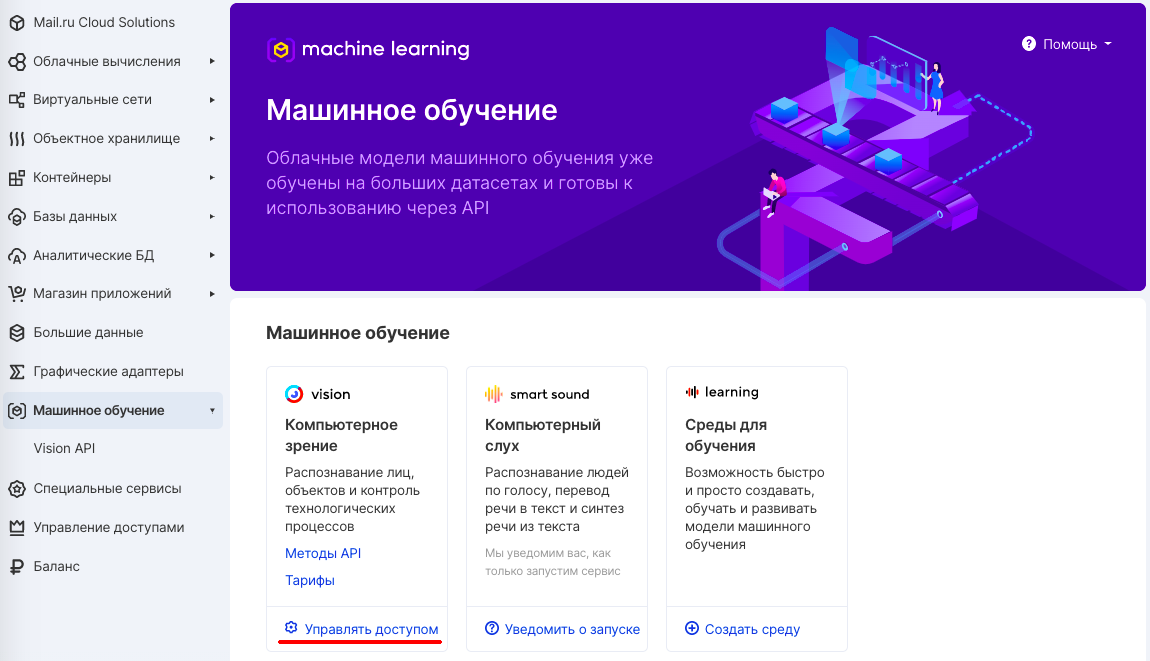 Mail.ru Cloud Solutions
Облачные вычисления
Виртуальные сети
Объектное хранилище
Контейнеры
Базы данных
Аналитические БД
Магазин приложений
Большие данные
Графические адаптеры
Машинное обучение
Vision API
Специальные сервисы
Управление доступами
Баланс
machine learning
Помощь
Машинное обучение
Облачные модели машинного обучения уже
обучены на больших датасетах и готовы к
использованию через API
Машинное обучение
vision
Компьютерное
зрение
Распознавание лиц,
объектов и контроль
технологических
процессов
Методы API
Тарифы
Управлять доступом
smart sound
Компьютерный
слух
Распознавание людей
по голосу, перевод
речи в текст и синтез
речи из текста
Мы уведомим вас, как
только запустим сервис
Уведомить о запуске
learning
Среды для
обучения
Возможность быстро
и просто создавать,
обучать и развивать
модели машинного
обучения
Создать среду